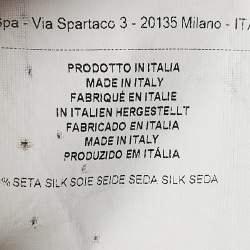 Spa - Via Spartaco 3 - 20135 Milano - ITA
PRODOTTO IN ITALIA
MADE IN ITALY
FABRIQUÉ EN ITALIE
IN ITALIEN HERGESTELLT
FABRICADO EN ITALIA
MADE IN ITALY
PRODUZIDO EM ITÁLIA
% SETA SILK SOIE SEIDE SEDA SILK SEDA